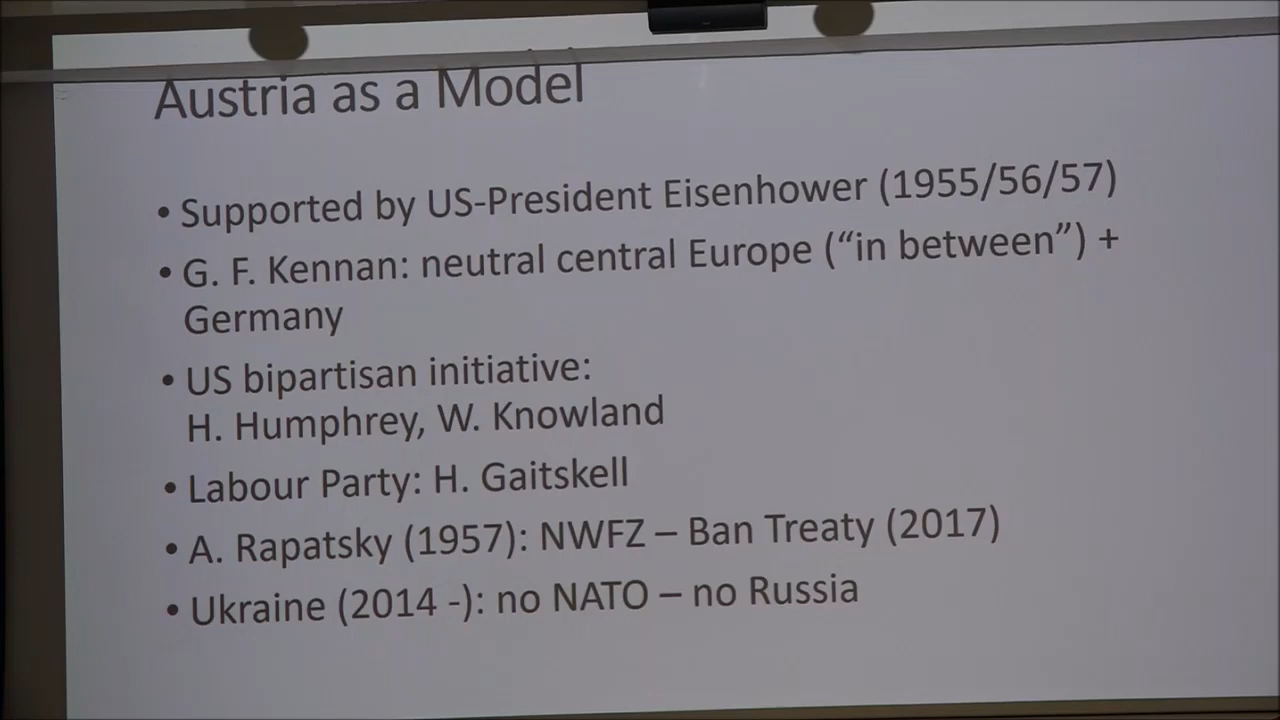 Austria as a Model
• Supported by US-President Eisenhower (1955/56/57)
• G. F. Kennan: neutral central Europe (“in between”) +
Germany
• US bipartisan initiative:
H. Humphrey, W. Knowland
• Labour Party: H. Gaitskell
• A. Rapatsky (1957): NWFZ – Ban Treaty (2017)
• Ukraine (2014 -): no NATO – no Russia